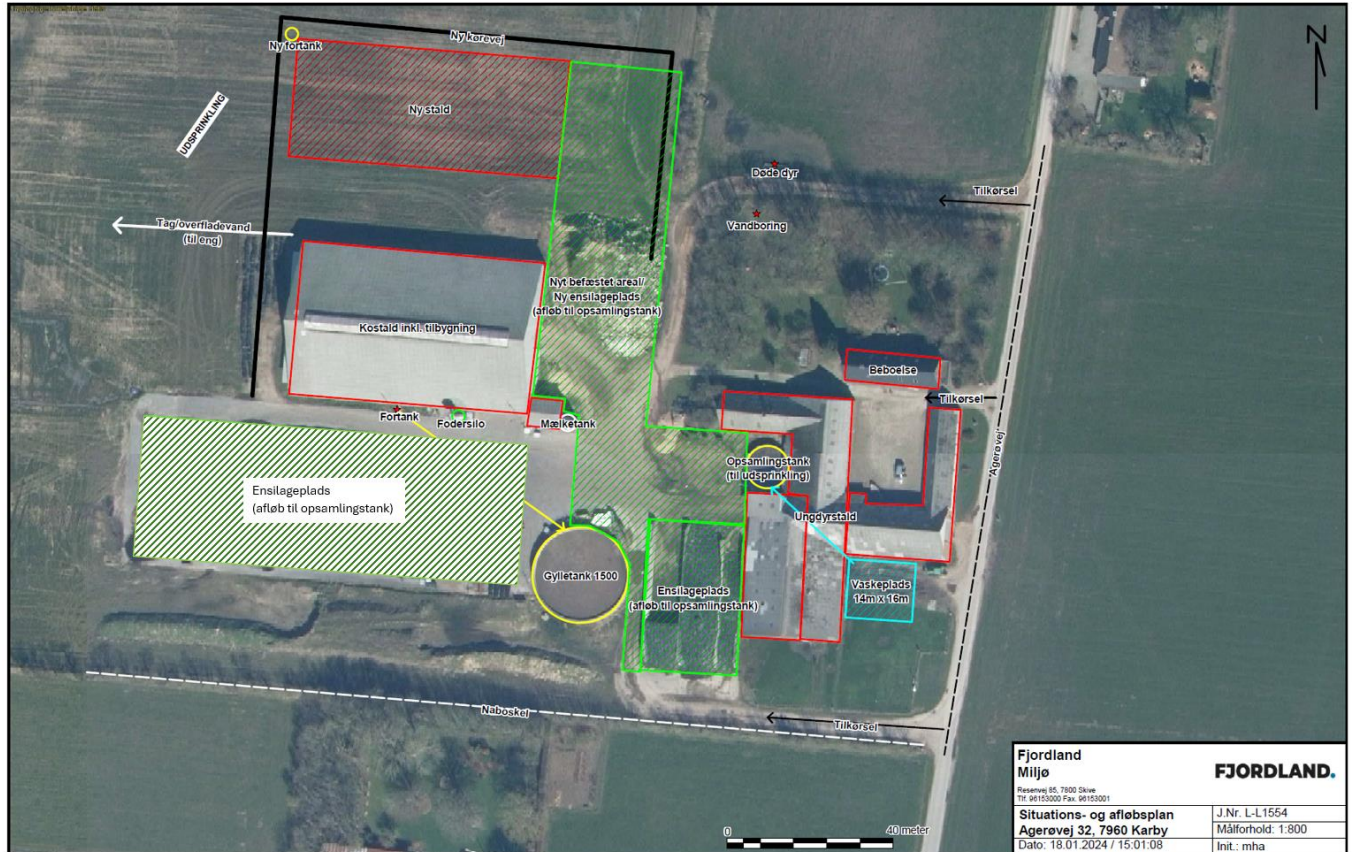 N
Ny kørevej
Ny fortank
Ny stald
UDSPRINKLING
Døde dyr
Tilkørsel
Vandboring
Tag/overfladevand
(til eng)
Nyt befæstet areal/
Ny ensilageplads
(afløb til opsamlingstank)
Kostald inkl. tilbygning
Beboelse
Tilkørsel
Fortank
Fodersilo
Mælketank
Agerøvej
Opsamlingstank
(til udsprinkling)
Ensilageplads
(afløb til opsamlingstank)
Ungdyrstald
Gylletank 1500
Ensilageplads
(afløb til opsamlingstank)
Vaskeplads
14m x 16m
Naboskel
Tilkørsel
0 40 meter
Fjordland
Miljø
FJORDLAND.
Resenvej 85, 7800 Skive
Tlf. 96153000 Fax. 96153001
Situations- og afløbsplan
Agerøvej 32, 7960 Karby
Dato: 18.01.2024 / 15:01:08
J.Nr. L-L1554
Målforhold: 1:800
Init.: mha